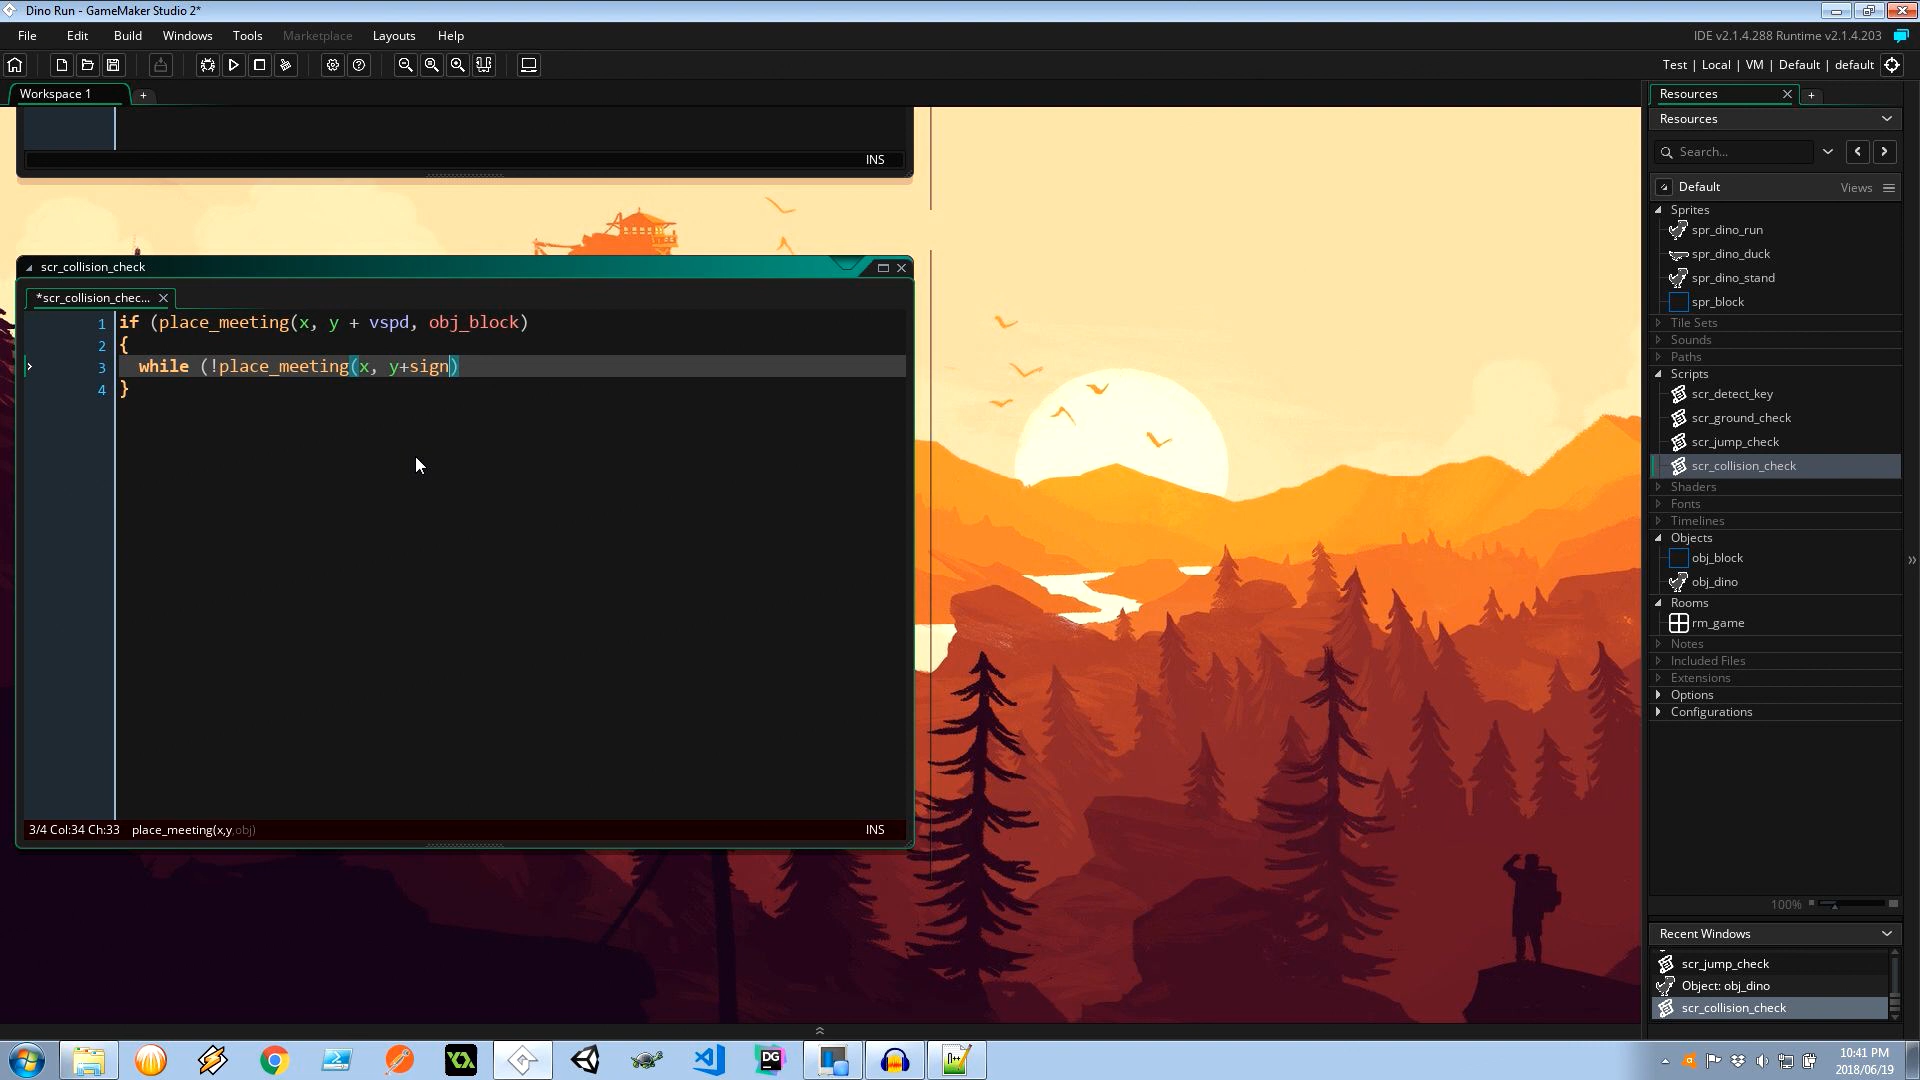 Dino Run - GameMaker Studio 2*
File Edit Build Windows Tools Marketplace Layouts Help
IDE v2.1.4.288 Runtime v2.1.4.203
Test | Local | VM | Default | default
Workspace 1
+
INS
scr_collision_check
*scr_collision_chec...
1 if (place_meeting(x, y + vspd, obj_block)
2 {
3 while (!place_meeting(x, y+sign)
4 }
3/4 Col:34 Ch:33 place_meeting(x,y,obj)
INS
Resources
+
Resources
Search...
Default Views
Sprites
spr_dino_run
spr_dino_duck
spr_dino_stand
spr_block
Tile Sets
Sounds
Paths
Scripts
scr_detect_key
scr_ground_check
scr_jump_check
scr_collision_check
Shaders
Fonts
Timelines
Objects
obj_block
obj_dino
Rooms
rm_game
Notes
Included Files
Extensions
Options
Configurations
100%
Recent Windows
scr_jump_check
Object: obj_dino
scr_collision_check
DG
10:41 PM
2018/06/19